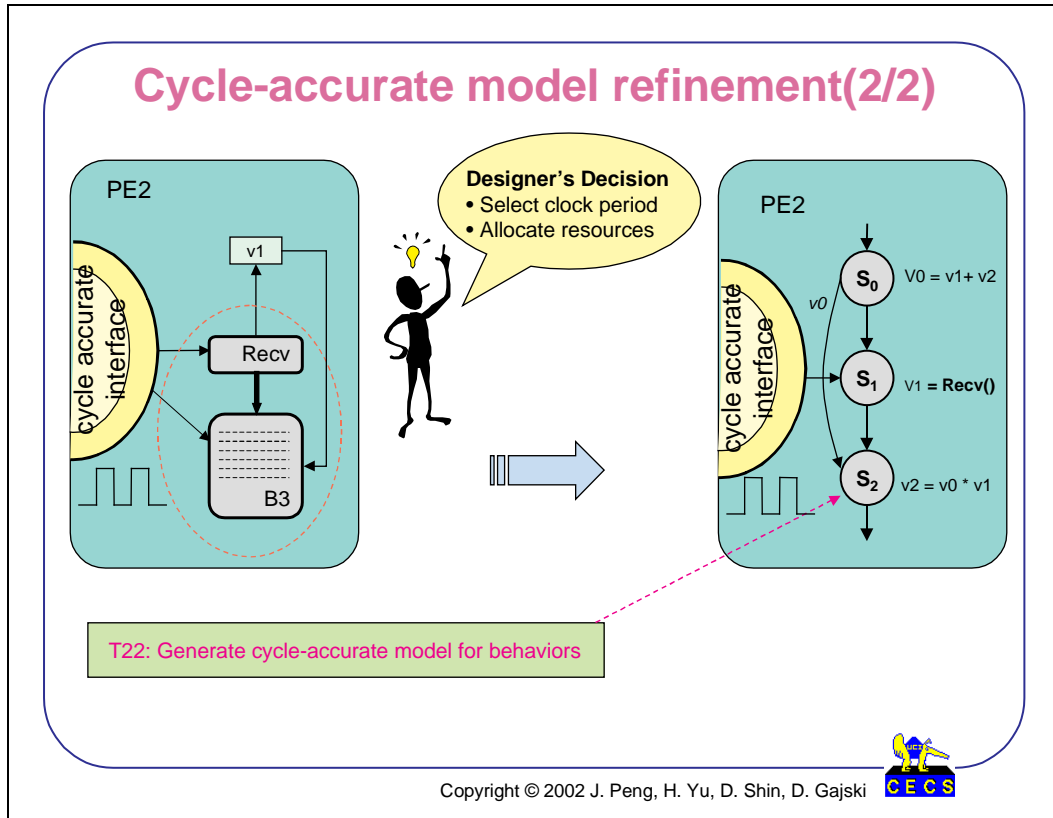 Cycle-accurate model refinement(2/2)
PE2
v1
cycle accurate
interface
Recv
B3
Designer's Decision
• Select clock period
• Allocate resources
PE2
cycle accurate
interface
v0
S0
V0 = v1+ v2
S1
V1 = Recv()
S2
v2 = v0 * v1
T22: Generate cycle-accurate model for behaviors
Copyright © 2002 J. Peng, H. Yu, D. Shin, D. Gajski
UCI
CECS